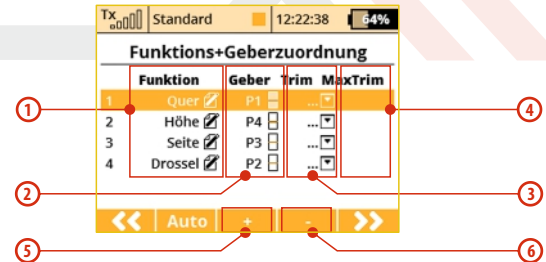 Tx Standard 12:22:38 64%
Funktions+Geberzuordnung
Funktion Geber Trim MaxTrim
1 Quer P1 ...
2 Höhe P4 ...
3 Seite P3 ...
4 Drossel P2 ...
<< Auto + - >>
1
4
2
3
5
6